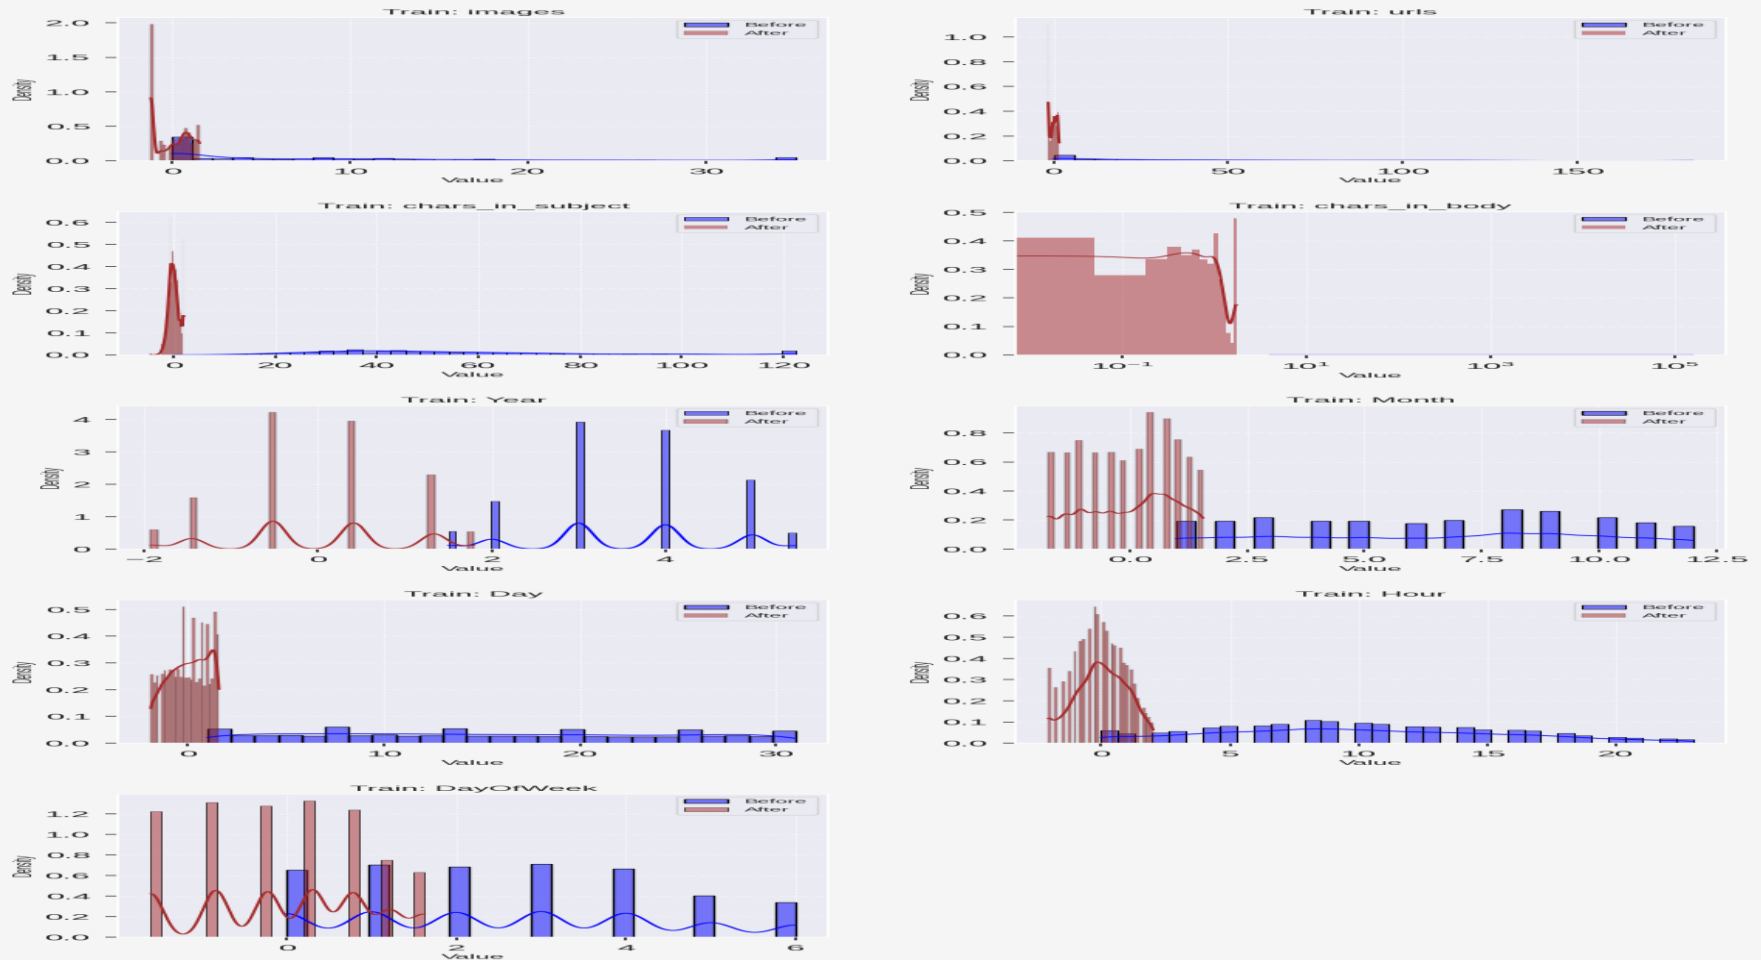 Train: images
Before
After
Density
2.0
1.5
1.0
0.5
0.0
0 10 20 30
Value
Train: urls
Before
After
Density
1.0
0.8
0.6
0.4
0.2
0.0
0 50 100 150
Value
Train: chars_in_subject
Before
After
Density
0.6
0.5
0.4
0.3
0.2
0.1
0.0
0 20 40 60 80 100 120
Value
Train: chars_in_body
Before
After
Density
0.5
0.4
0.3
0.2
0.1
0.0
10⁻¹ 10¹ 10³ 10⁵
Value
Train: Year
Before
After
Density
4
3
2
1
0
−2 0 2 4
Value
Train: Month
Before
After
Density
0.8
0.6
0.4
0.2
0.0
0.0 2.5 5.0 7.5 10.0 12.5
Value
Train: Day
Before
After
Density
0.5
0.4
0.3
0.2
0.1
0.0
0 10 20 30
Value
Train: Hour
Before
After
Density
0.6
0.5
0.4
0.3
0.2
0.1
0.0
0 5 10 15 20
Value
Train: DayOfWeek
Before
After
Density
1.2
1.0
0.8
0.6
0.4
0.2
0.0
0 2 4 6
Value